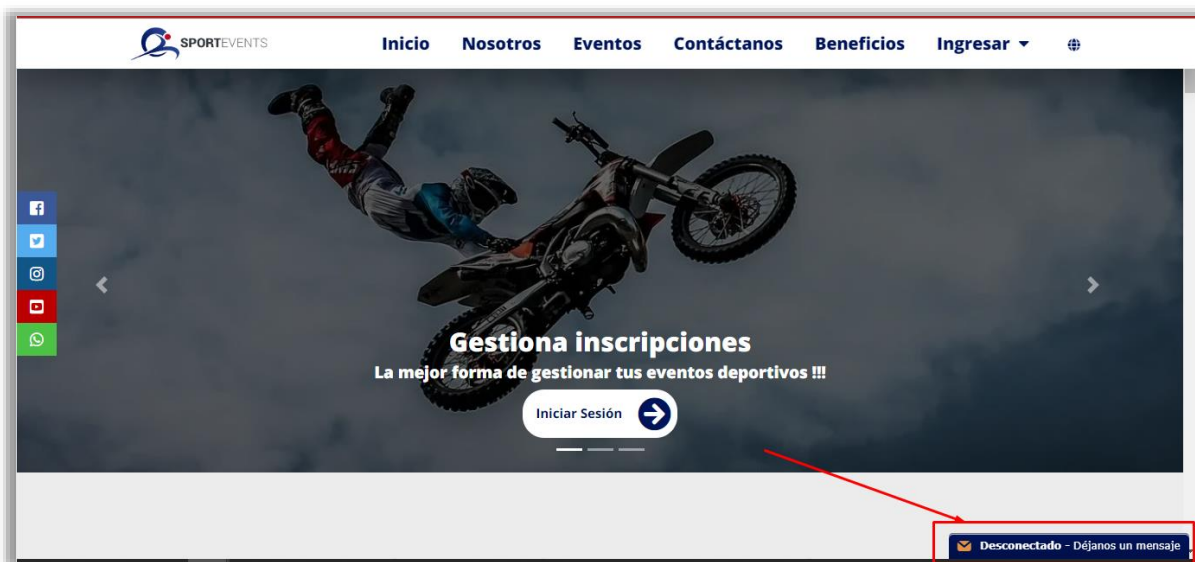 SPORTEVENTS
Inicio Nosotros Eventos Contáctanos Beneficios Ingresar
Gestiona inscripciones
La mejor forma de gestionar tus eventos deportivos !!!
Iniciar Sesión
Desconectado - Déjanos un mensaje